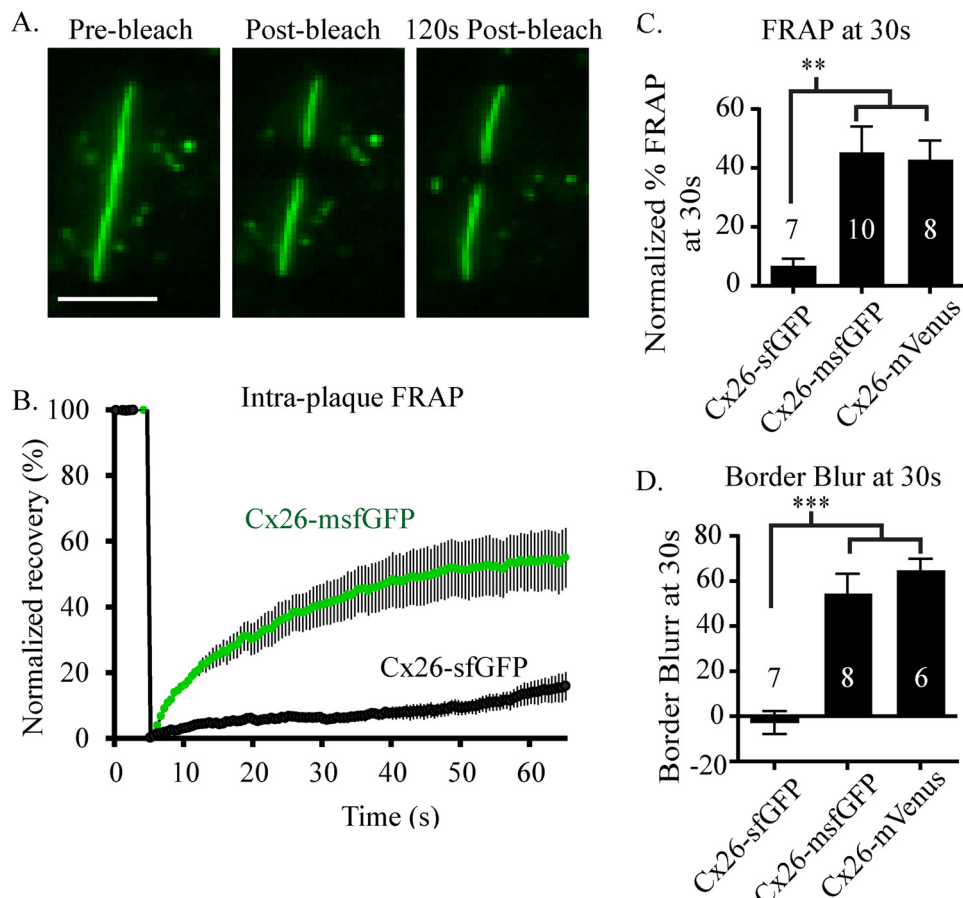 A.
Pre-bleach Post-bleach 120s Post-bleach
B.
Intra-plaque FRAP
Normalized recovery (%)
100
80
60
40
20
0
Cx26-msfGFP
Cx26-sfGFP
0 10 20 30 40 50 60
Time (s)
C.
FRAP at 30s
**
Normalized % FRAP
at 30s
60
40
20
0
7 10 8
Cx26-sfGFP
Cx26-msfGFP
Cx26-mVenus
D.
Border Blur at 30s
***
Border Blurr at 30s
80
60
40
20
0
-20
7 8 6
Cx26-sfGFP
Cx26-msfGFP
Cx26-mVenus